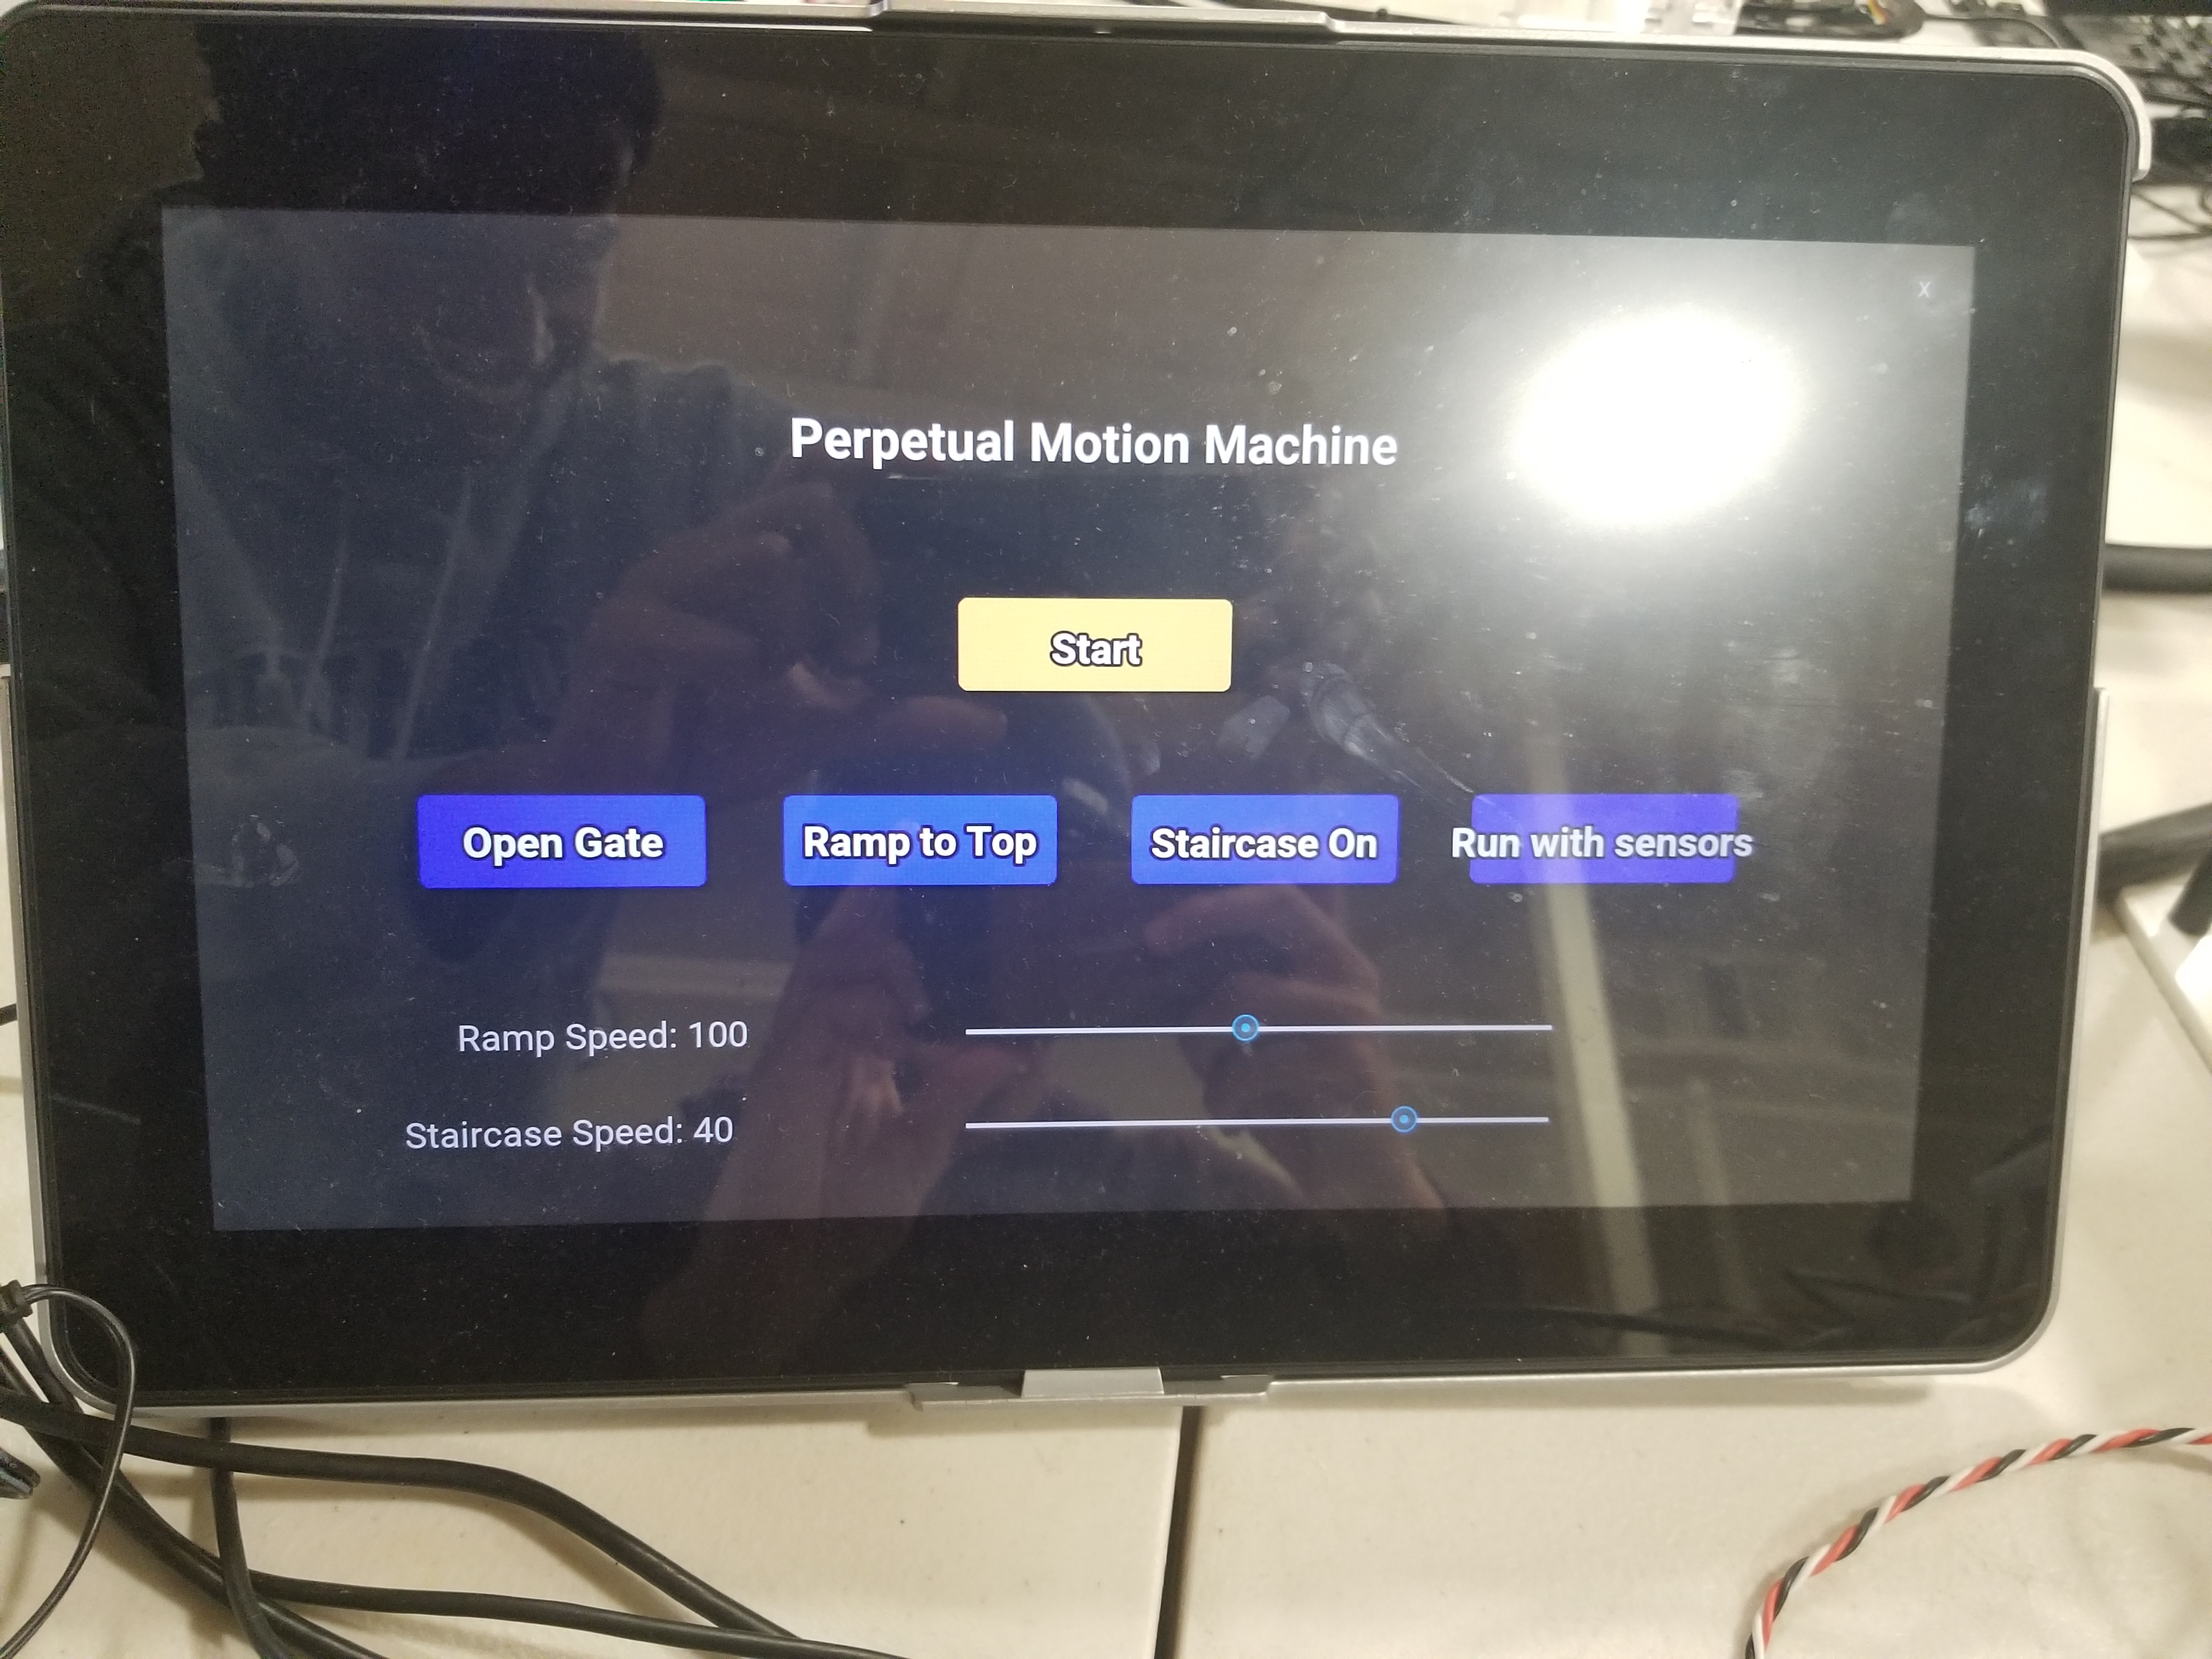 X
Perpetual Motion Machine
Start
Open Gate
Ramp to Top
Staircase On
Run with sensors
Ramp Speed: 100
Staircase Speed: 40